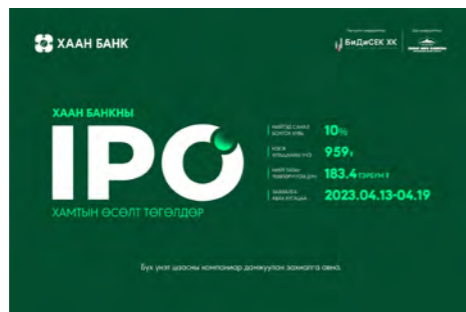 ХААН БАНК
БиДиСЕК ХК
ХААН БАНКНЫ
IPO
ХАМТЫН ӨСӨЛТ ТӨГӨЛДӨР
10%
959₮
183.4 ТЭРБУМ ₮
2023.04.13-04.19
Бүх үнэт цаасны компаниар дамжуулан захиалга авна.